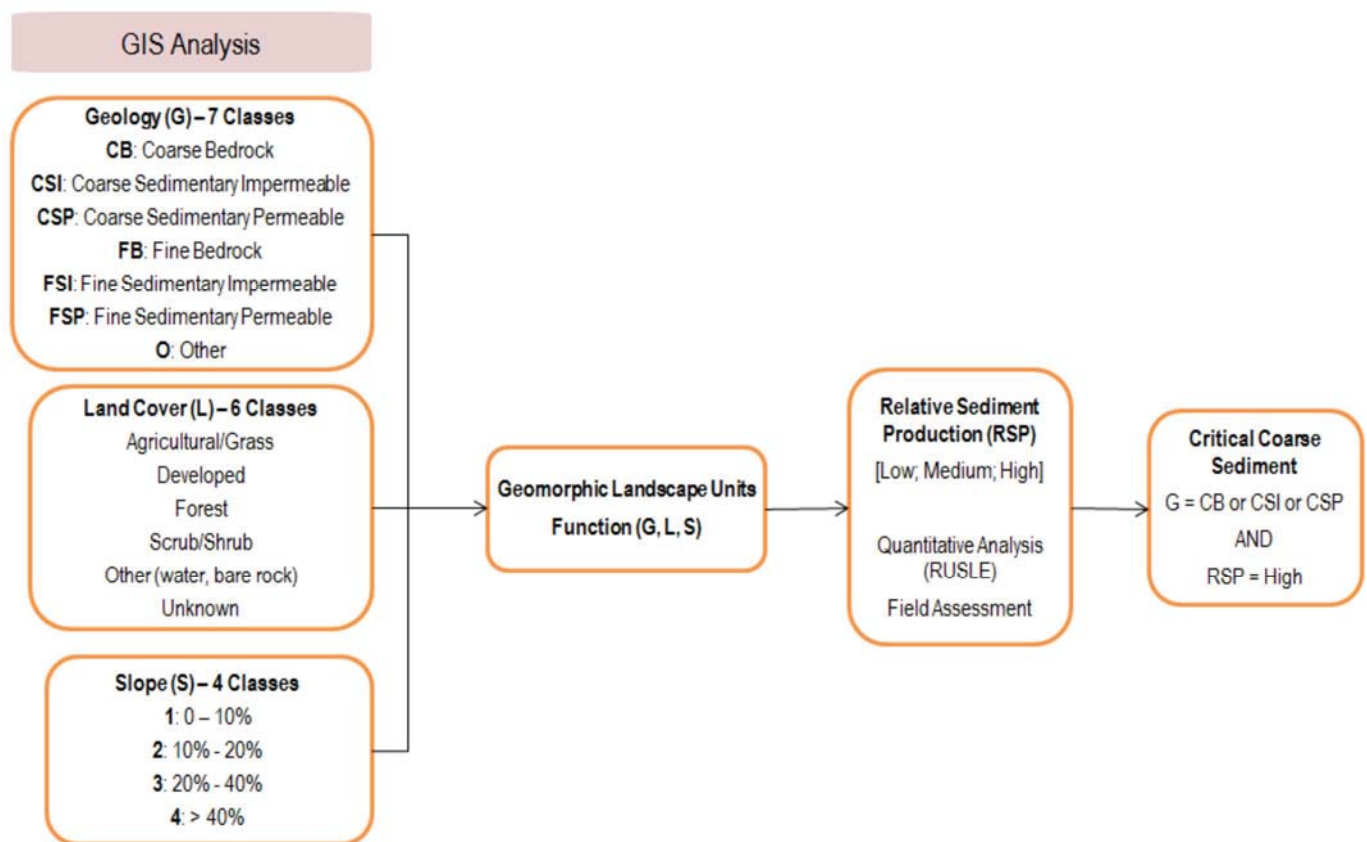 GIS Analysis
Geology (G) – 7 Classes
CB: Coarse Bedrock
CSI: Coarse Sedimentary Impermeable
CSP: Coarse Sedimentary Permeable
FB: Fine Bedrock
FSI: Fine Sedimentary Impermeable
FSP: Fine Sedimentary Permeable
O: Other
Land Cover (L) – 6 Classes
Agricultural/Grass
Developed
Forest
Scrub/Shrub
Other (water, bare rock)
Unknown
Slope (S) – 4 Classes
1: 0 – 10%
2: 10% - 20%
3: 20% - 40%
4: > 40%
Geomorphic Landscape Units
Function (G, L, S)
Relative Sediment
Production (RSP)
[Low; Medium; High]
Quantitative Analysis
(RUSLE)
Field Assessment
Critical Coarse
Sediment
G = CB or CSI or CSP
AND
RSP = High